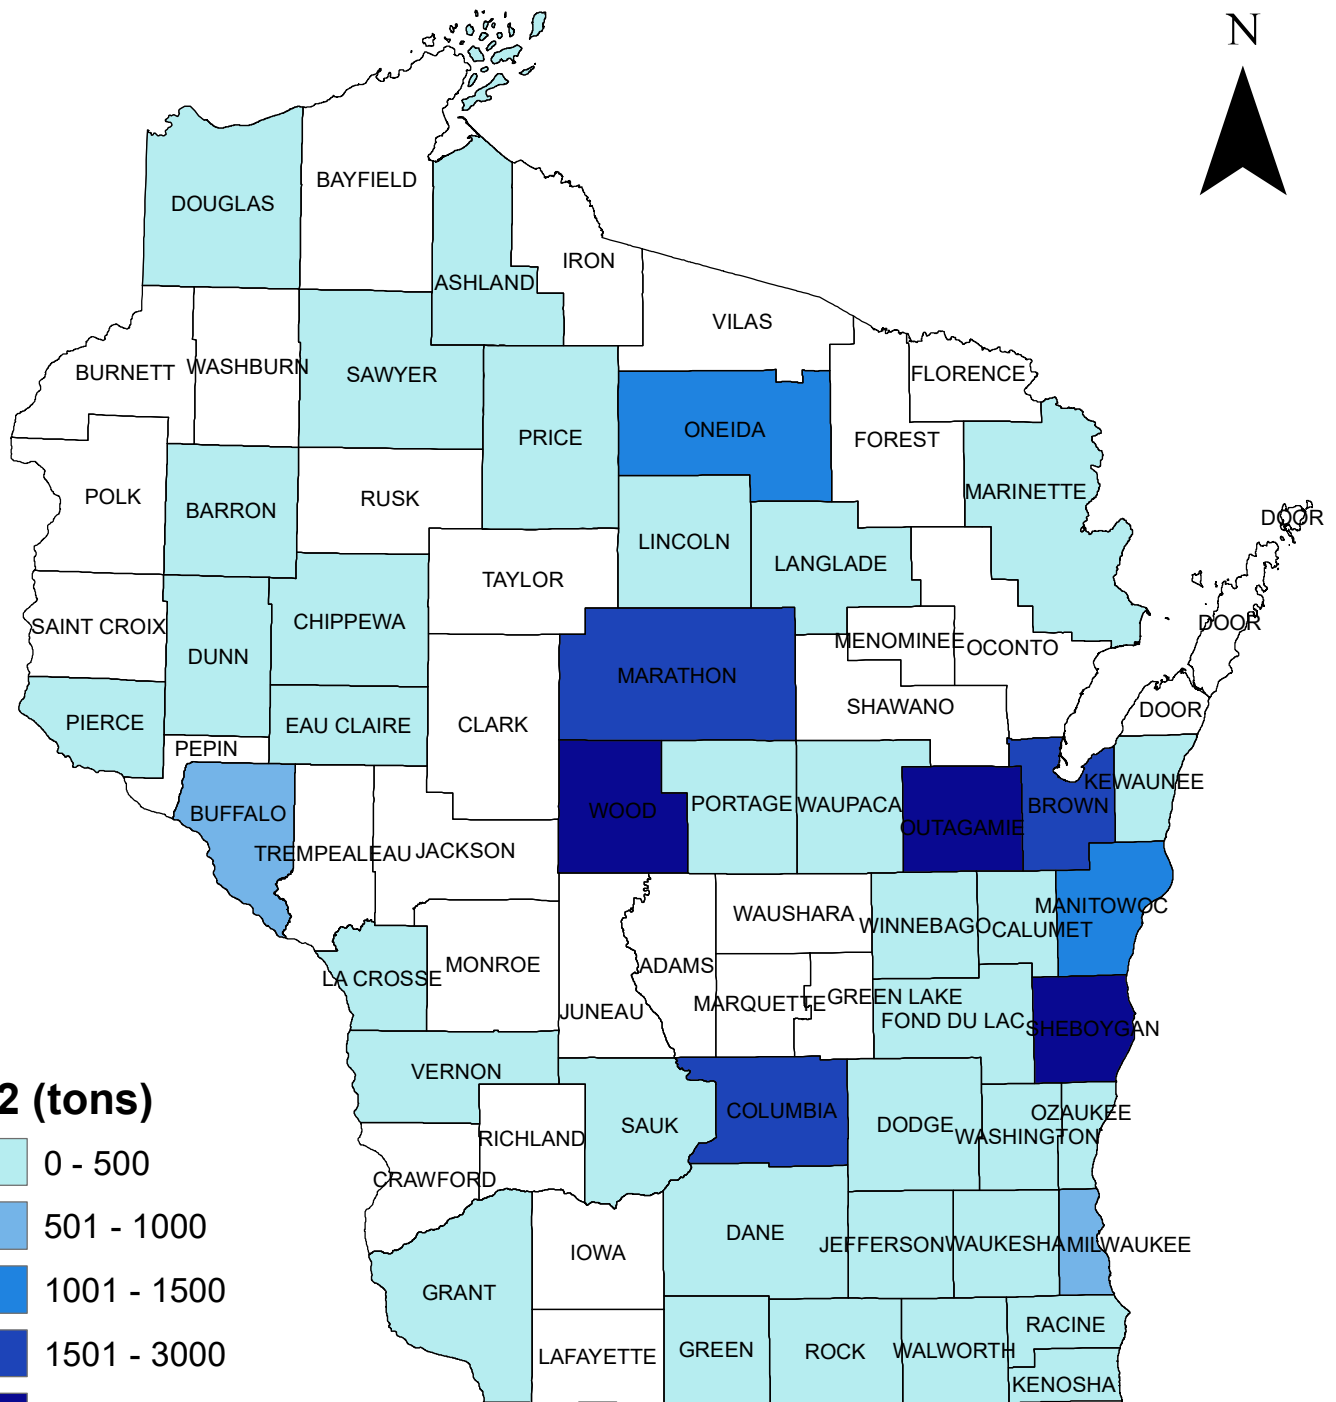 N
BAYFIELD
DOUGLAS
IRON
ASHLAND
VILAS
BURNETT
WASHBURN
SAWYER
FLORENCE
PRICE
ONEIDA
FOREST
POLK
RUSK
MARINETTE
BARRON
DOOR
LINCOLN
LANGLADE
TAYLOR
SAINT CROIX
CHIPPEWA
DOOR
MENOMINEE
OCONTO
DUNN
MARATHON
SHAWANO
DOOR
PIERCE
EAU CLAIRE
CLARK
PEPIN
KEWAUNEE
BUFFALO
WOOD
PORTAGE
WAUPACA
BROWN
OUTAGAMIE
TREMPEALEAU
JACKSON
MANITOWOC
WAUSHARA
WINNEBAGO
CALUMET
MONROE
ADAMS
LA CROSSE
MARQUETTE
GREEN LAKE
JUNEAU
FOND DU LAC
SHEBOYGAN
VERNON
2 (tons)
COLUMBIA
OZAUKEE
SAUK
DODGE
RICHLAND
WASHINGTON
0 - 500
CRAWFORD
501 - 1000
DANE
JEFFERSON
WAUKESHA
MILWAUKEE
IOWA
1001 - 1500
GRANT
RACINE
1501 - 3000
LAFAYETTE
GREEN
ROCK
WALWORTH
KENOSHA